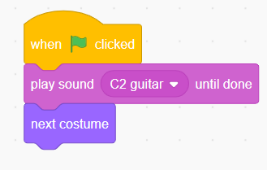 when clicked
play sound C2 guitar until done
next costume